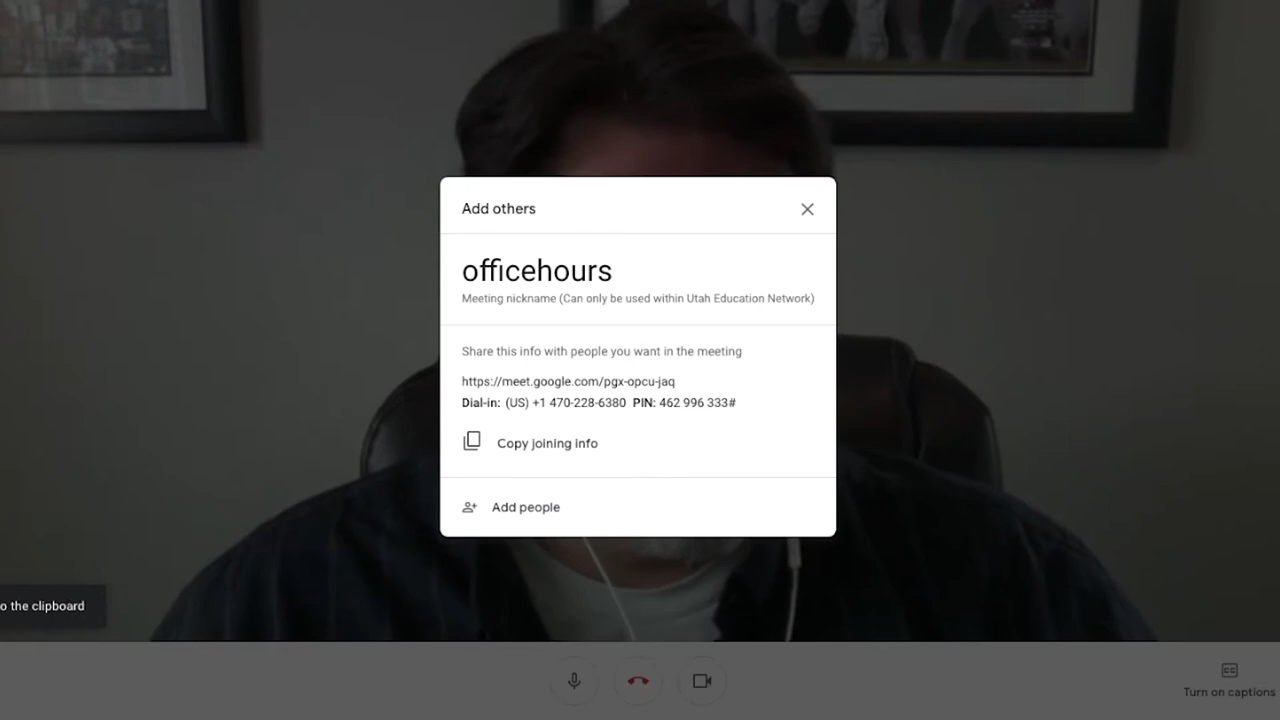 Add others
officehours
Meeting nickname (Can only be used within Utah Education Network)
Share this info with people you want in the meeting
https://meet.google.com/pgx-opcu-jaq
Dial-in: (US) +1 470-228-6380 PIN: 462 996 333#
Copy joining info
Add people
o the clipboard
CC
Turn on captions